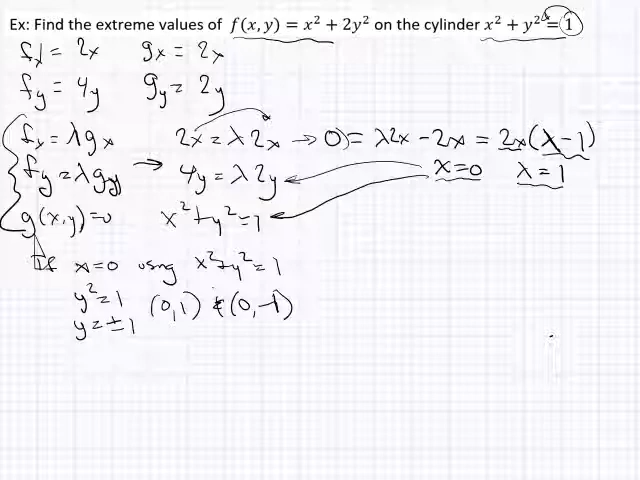 Ex: Find the extreme values of f(x, y) = x² + 2y² on the cylinder x² + y² = 1
fx = 2x gx = 2x
fy = 4y gy = 2y
fx = λgx 2x = λ2x → 0 = λ2x - 2x = 2x(λ-1)
fy = λgy → 4y = λ2y x=0 λ=1
g(x,y)=0 x²+y²=1
If x=0 using x²+y²=1
y²=1 (0,1) & (0,-1)
y=±1